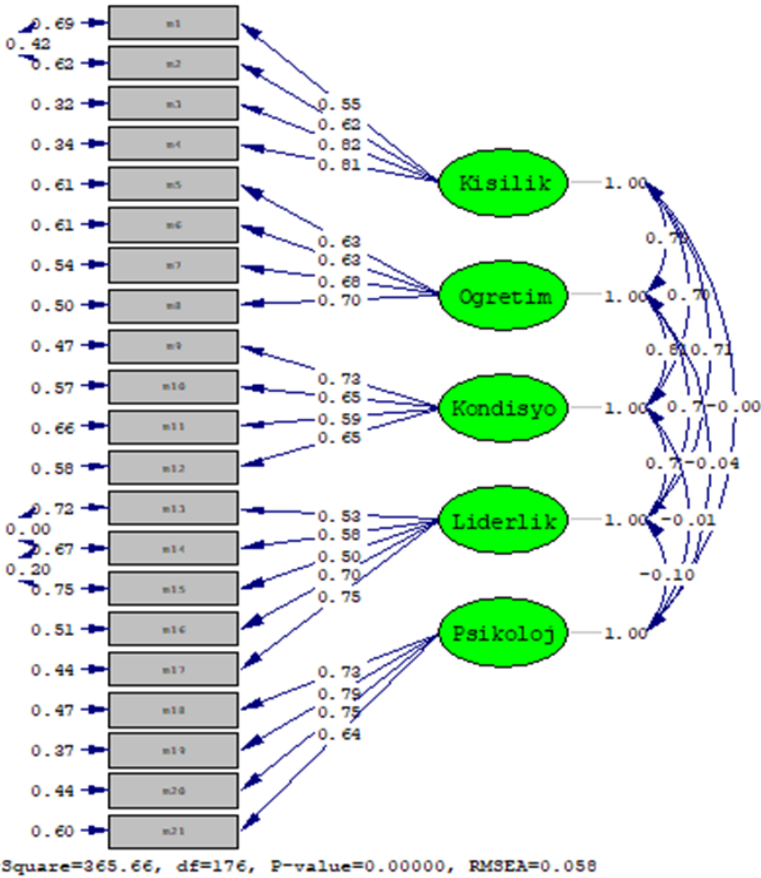 0.69 m1
0.42
0.62 m2
0.32 m3 0.55
0.62
0.34 m4 0.82
0.81
0.61 m5 Kisilik 1.00
0.61 m6 0.63
0.63
0.54 m7 0.68
0.70
0.50 m8 Ogretim 1.00 0.70
0.47 m9 0.71
0.57 m10 0.73
0.65
0.66 m11 0.59
0.65
Kondisyo 1.00 -0.00
0.58 m12 -0.04
0.72 m13 0.53
0.00 0.58
Liderlik 1.00 -0.01
0.67 m14 0.50
0.20 0.70
0.75 m15 0.75 -0.10
0.51 m16
Psikoloj 1.00
0.44 m17 0.73
0.79
0.47 m18 0.75
0.64
0.37 m19
0.44 m20
0.60 m21
Square=365.66, df=176, P-value=0.00000, RMSEA=0.058